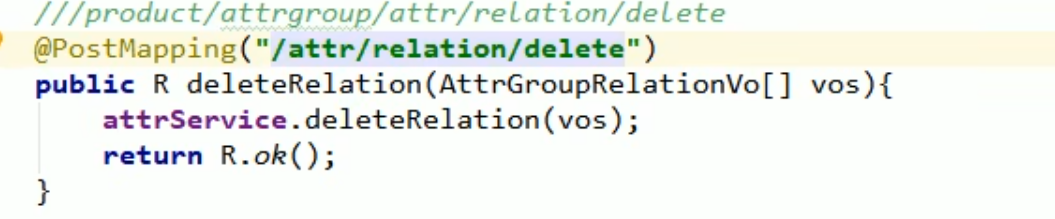 ///product/attrgroup/attr/relation/delete
@PostMapping("/attr/relation/delete")
public R deleteRelation(AttrGroupRelationVo[] vos){
    attrService.deleteRelation(vos);
    return R.ok();
}